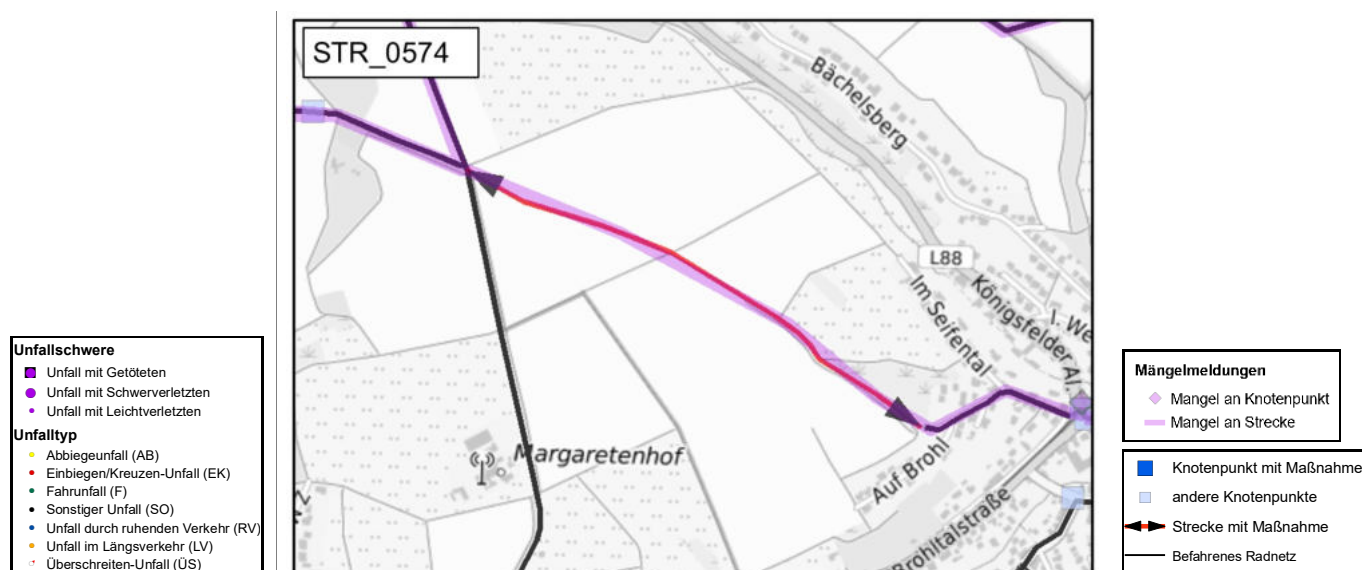 STR_0574
Bächelsberg
L88
Im Seifental
Königsfelder Al.
I. We
Margaretenhof
Auf Brohl
Brohltalstraße
Unfallschwere
Unfall mit Getöteten
Unfall mit Schwerverletzten
Unfall mit Leichtverletzten
Unfalltyp
Abbiegeunfall (AB)
Einbiegen/Kreuzen-Unfall (EK)
Fahrunfall (F)
Sonstiger Unfall (SO)
Unfall durch ruhenden Verkehr (RV)
Unfall im Längsverkehr (LV)
Überschreiten-Unfall (ÜS)
Mängelmeldungen
Mangel an Knotenpunkt
Mangel an Strecke
Knotenpunkt mit Maßnahme
andere Knotenpunkte
Strecke mit Maßnahme
Befahrenes Radnetz